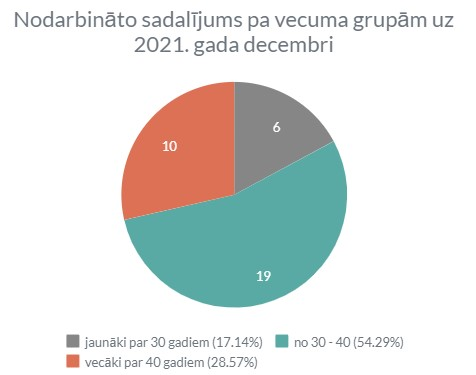 Nodarbināto sadalījums pa vecuma grupām uz
2021. gada decembri
6
10
19
jaunāki par 30 gadiem (17.14%) no 30 - 40 (54.29%)
vecāki par 40 gadiem (28.57%)